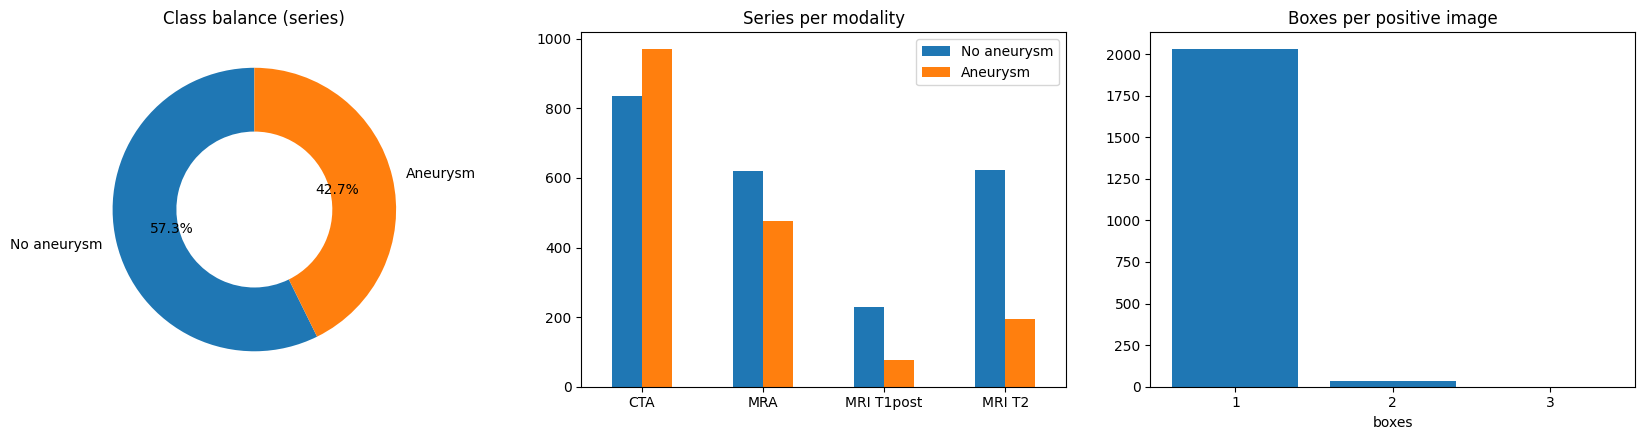 Class balance (series)
No aneurysm
57.3%
42.7%
Aneurysm
Series per modality
No aneurysm
Aneurysm
1000
800
600
400
200
0
CTA MRA MRI T1post MRI T2
Boxes per positive image
2000
1750
1500
1250
1000
750
500
250
0
1 2 3
boxes